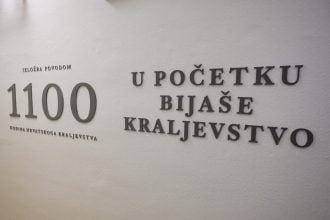 IZLOŽBA POVODOM
1100
GODINA HRVATSKOGA KRALJEVSTVA
U POČETKU
BIJAŠE
KRALJEVSTVO